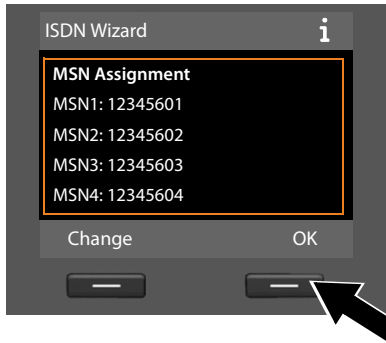 ISDN Wizard i
MSN Assignment
MSN1: 12345601
MSN2: 12345602
MSN3: 12345603
MSN4: 12345604
Change OK